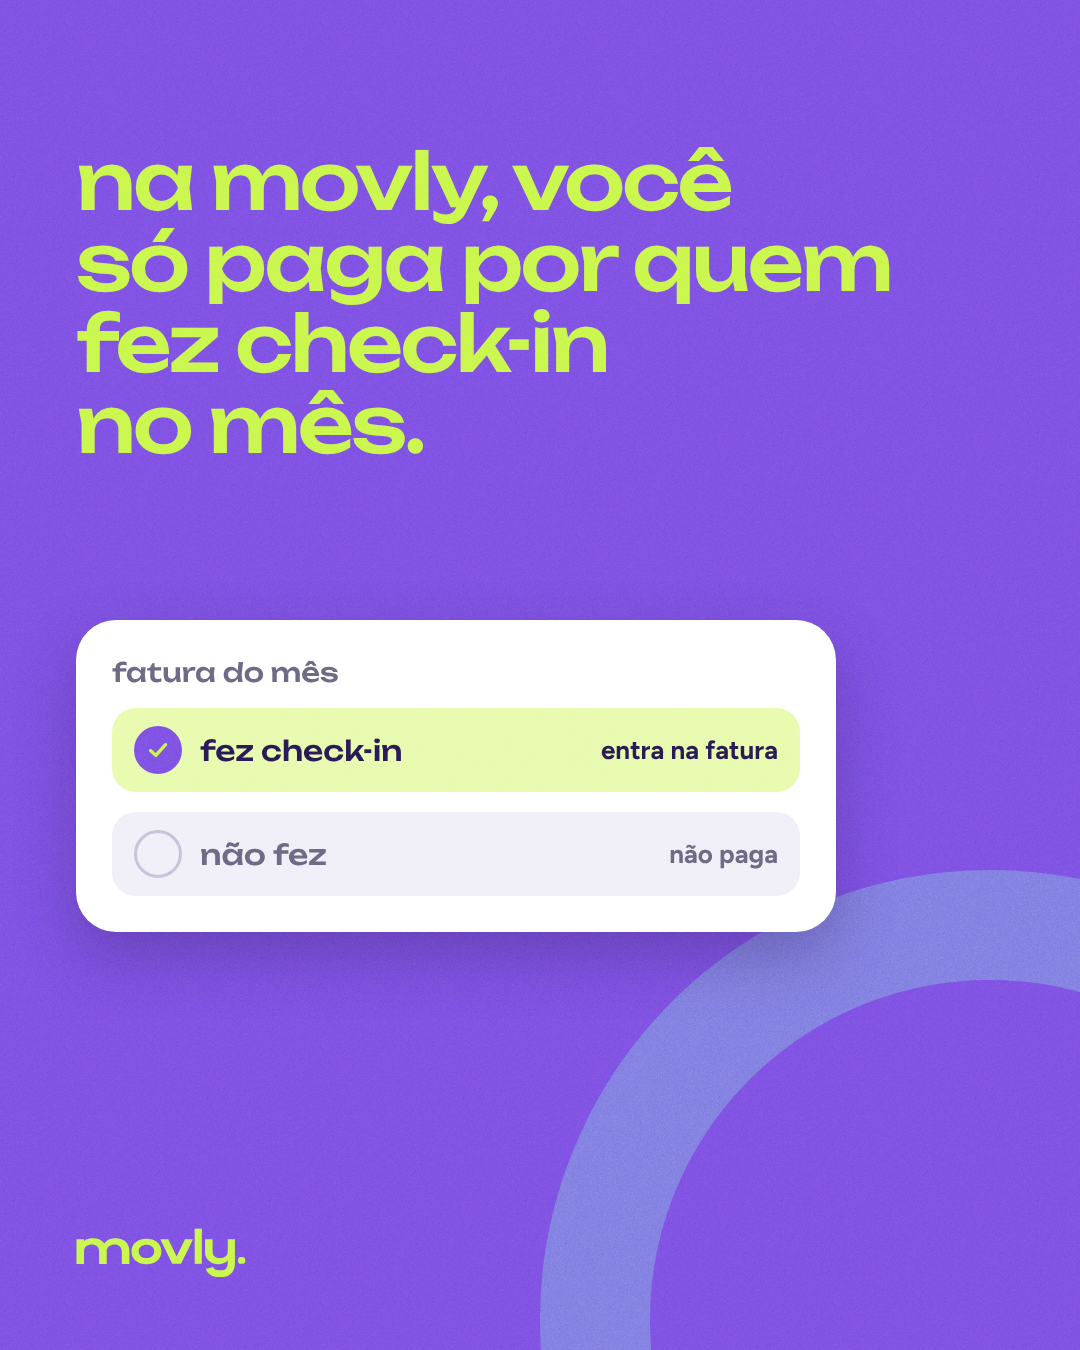 na movly, você
só paga por quem
fez check-in
no mês.
fatura do mês
fez check-in entra na fatura
não fez não paga
movly.